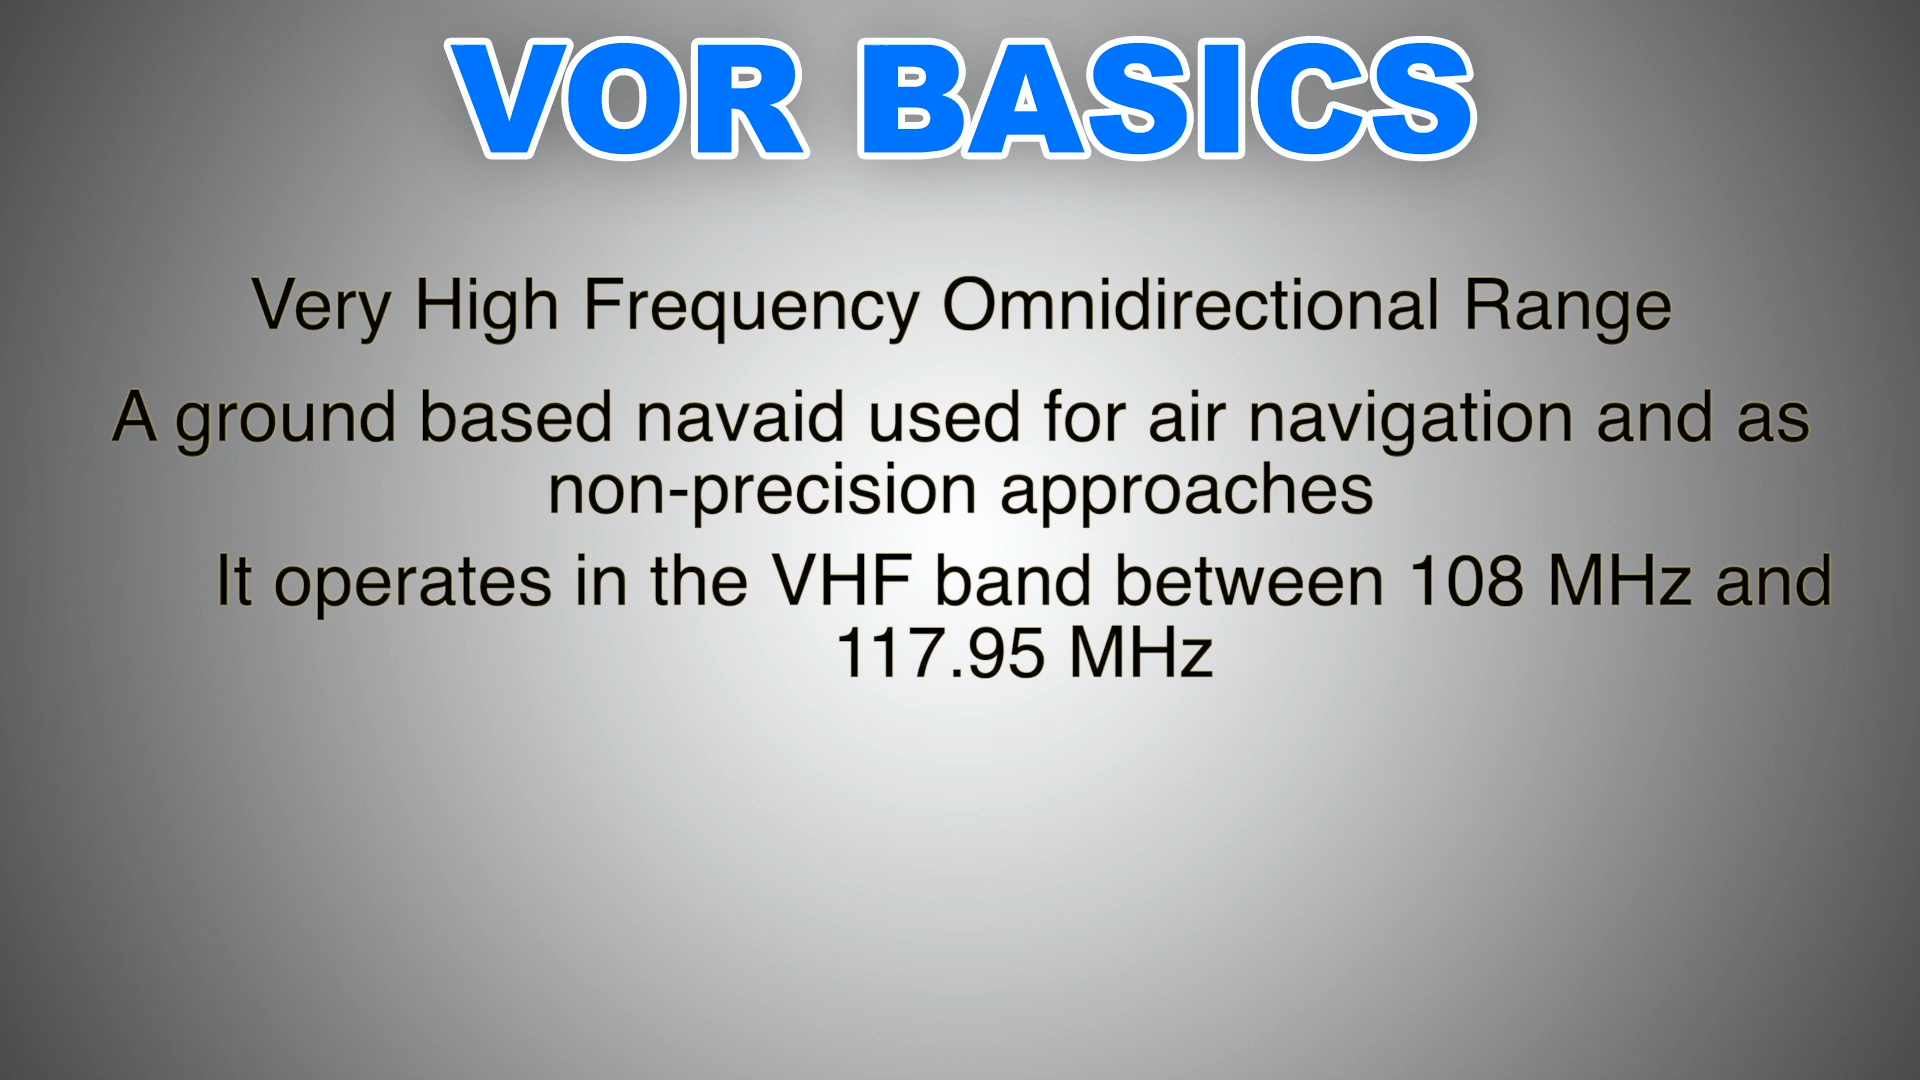 VOR BASICS
Very High Frequency Omnidirectional Range
A ground based navaid used for air navigation and as
non-precision approaches
It operates in the VHF band between 108 MHz and
117.95 MHz